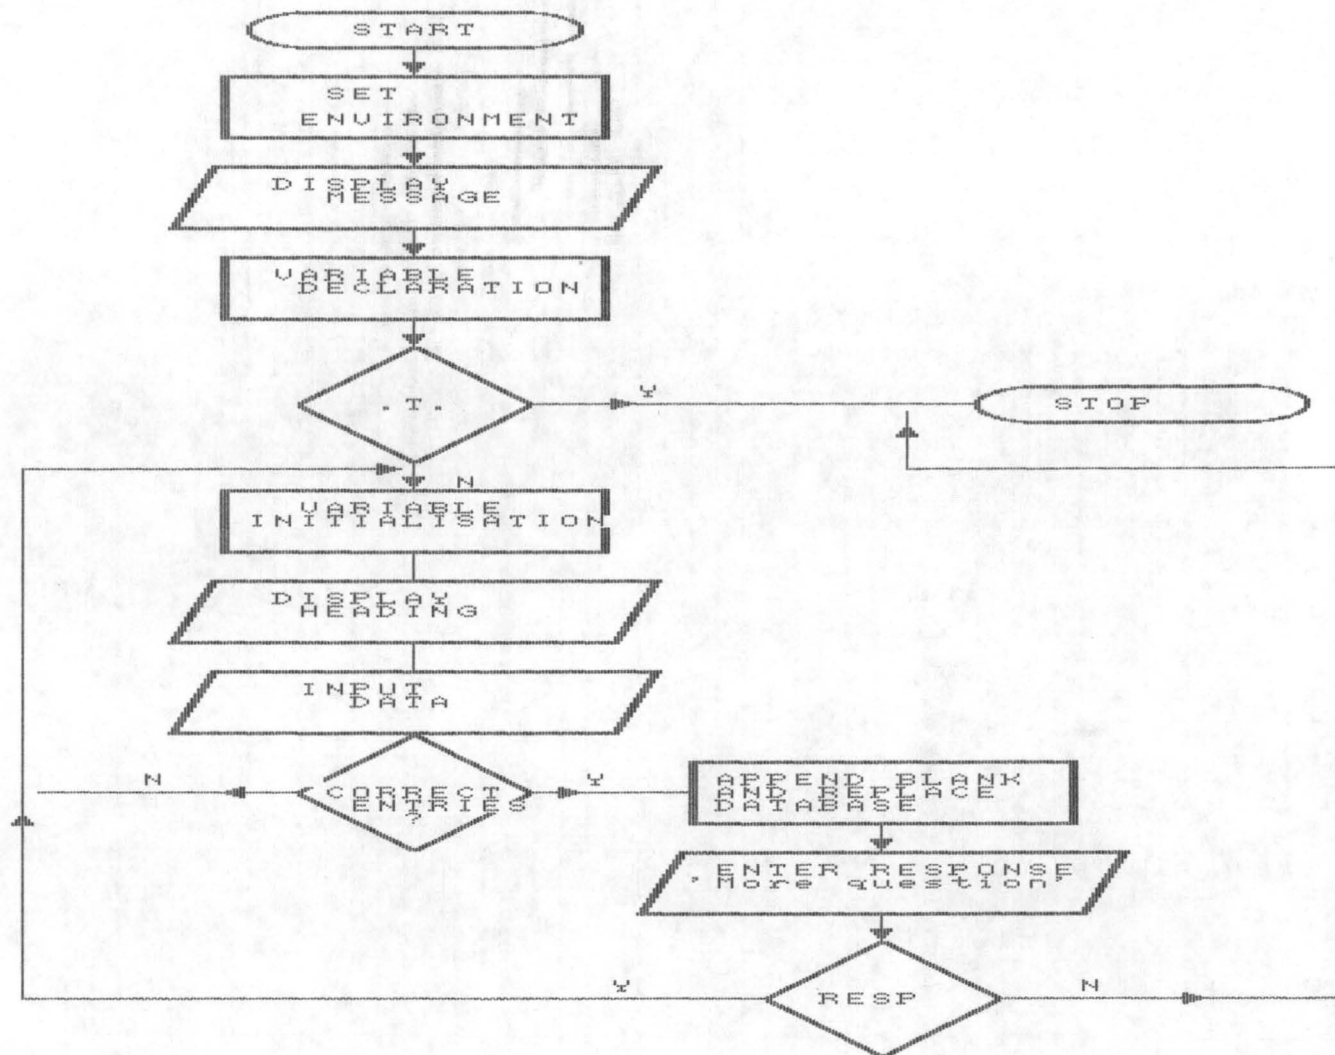 START
SET
ENVIRONMENT
DISPLAY
MESSAGE
VARIABLE
DECLARATION
.T.
Y
STOP
N
VARIABLE
INITIALISATION
DISPLAY
HEADING
INPUT
DATA
N
CORRECT
ENTRIES
?
Y
APPEND BLANK
AND REPLACE
DATABASE
ENTER RESPONSE
More question
Y
RESP
N